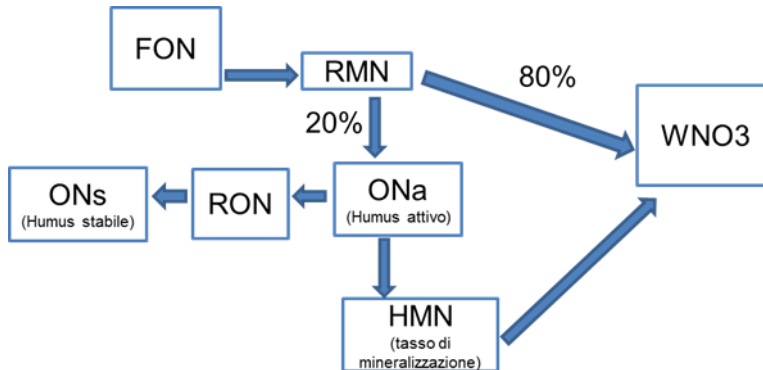 FON
RMN
80%
WNO3
20%
ONs
(Humus stabile)
RON
ONa
(Humus attivo)
HMN
(tasso di
mineralizzazione)